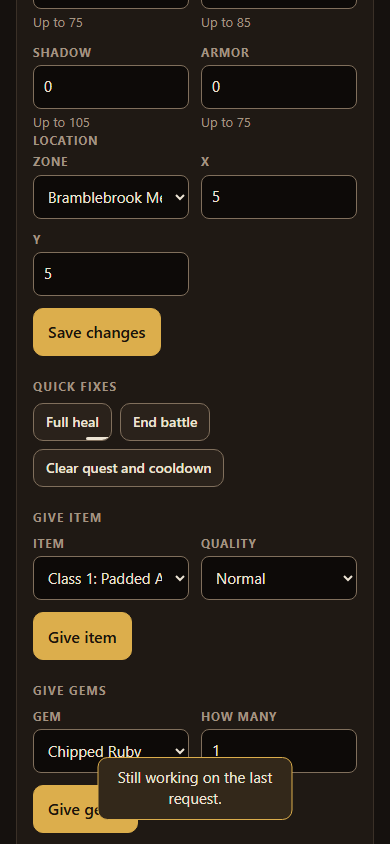 Up to 75
Up to 85
SHADOW
ARMOR
0
0
Up to 105
Up to 75
LOCATION
ZONE
X
Bramblebrook Me
5
Y
5
Save changes
QUICK FIXES
Full heal
End battle
Clear quest and cooldown
GIVE ITEM
ITEM
QUALITY
Class 1: Padded A
Normal
Give item
GIVE GEMS
GEM
HOW MANY
Chipped Ruby
1
Still working on the last
request.
Give ge